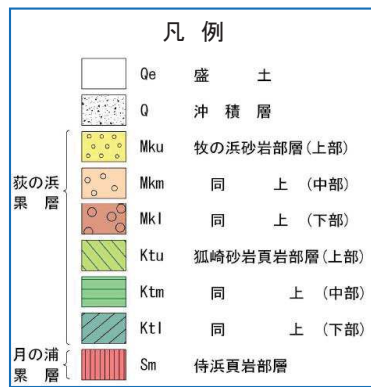 凡 例
Qe 盛 土
Q 沖 積 層
Mku 牧の浜砂岩部層(上部)
Mkm 同 上 (中部)
Mkl 同 上 (下部)
Ktu 狐崎砂岩頁岩部層(上部)
Ktm 同 上 (中部)
Ktl 同 上 (下部)
Sm 侍浜頁岩部層
荻の浜
累 層
月の浦
累 層